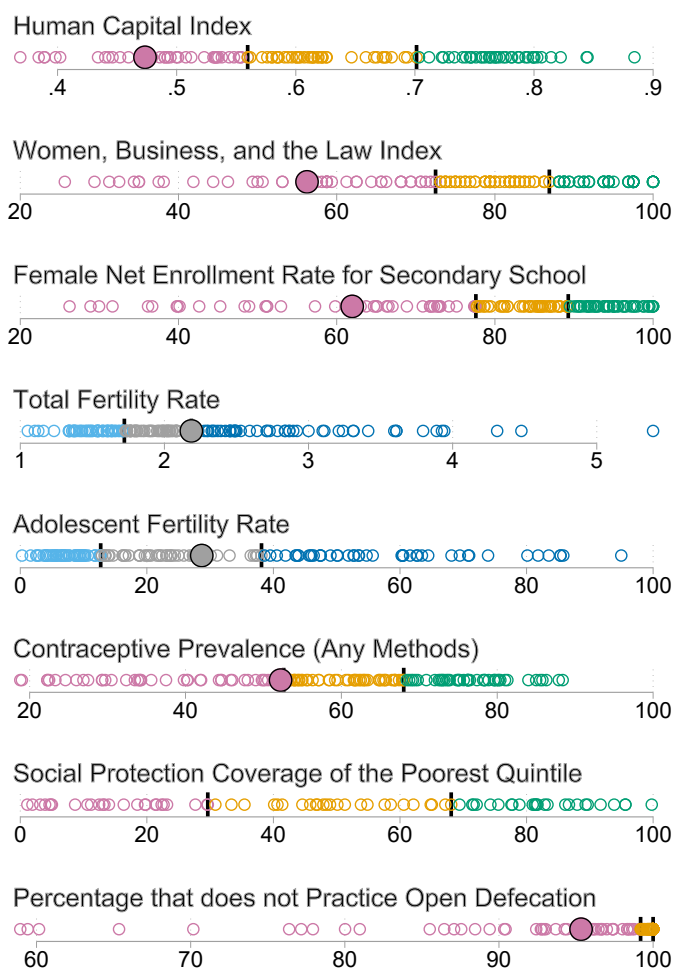 Human Capital Index
.4 .5 .6 .7 .8 .9
Women, Business, and the Law Index
20 40 60 80 100
Female Net Enrollment Rate for Secondary School
20 40 60 80 100
Total Fertility Rate
1 2 3 4 5
Adolescent Fertility Rate
0 20 40 60 80 100
Contraceptive Prevalence (Any Methods)
20 40 60 80 100
Social Protection Coverage of the Poorest Quintile
0 20 40 60 80 100
Percentage that does not Practice Open Defecation
60 70 80 90 100